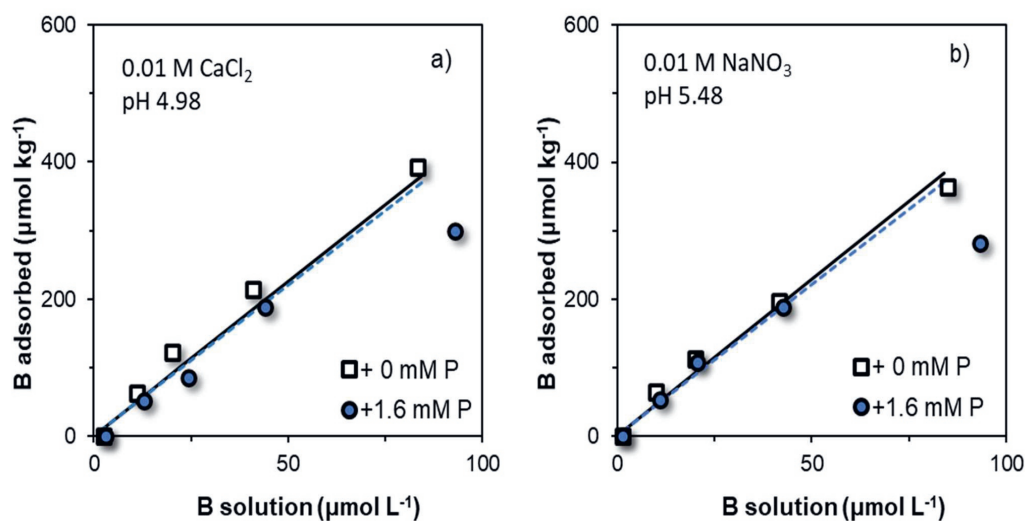 600
400
200
0
B adsorbed (µmol kg⁻¹)
0.01 M CaCl₂
pH 4.98
a)
+ 0 mM P
+1.6 mM P
0
50
100
B solution (µmol L⁻¹)
600
400
200
0
B adsorbed (µmol kg⁻¹)
0.01 M NaNO₃
pH 5.48
b)
+ 0 mM P
+1.6 mM P
0
50
100
B solution (µmol L⁻¹)